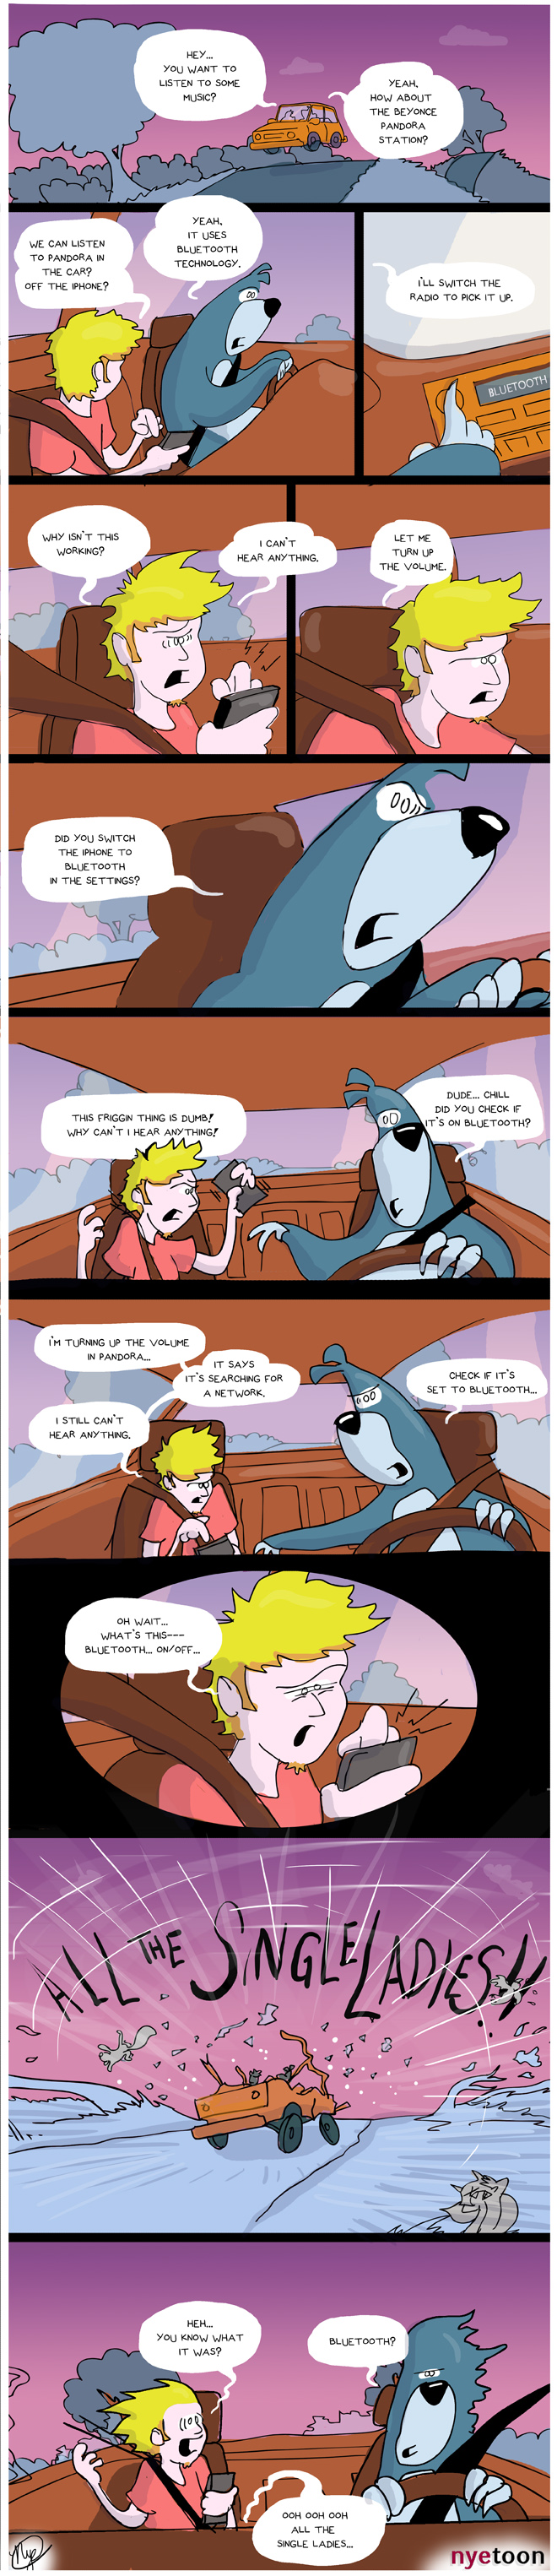 HEY...
YOU WANT TO
LISTEN TO SOME
MUSIC?
YEAH,
HOW ABOUT
THE BEYONCE
PANDORA
STATION?
WE CAN LISTEN
TO PANDORA IN
THE CAR?
OFF THE IPHONE?
YEAH,
IT USES
BLUETOOTH
TECHNOLOGY.
I'LL SWITCH THE
RADIO TO PICK IT UP.
BLUETOOTH
WHY ISN'T THIS
WORKING?
I CAN'T
HEAR ANYTHING.
LET ME
TURN UP
THE VOLUME.
DID YOU SWITCH
THE IPHONE TO
BLUETOOTH
IN THE SETTINGS?
THIS FRIGGIN THING IS DUMB!
WHY CAN'T I HEAR ANYTHING!
DUDE... CHILL
DID YOU CHECK IF
IT'S ON BLUETOOTH?
I'M TURNING UP THE VOLUME
IN PANDORA...
IT SAYS
IT'S SEARCHING FOR
A NETWORK.
I STILL CAN'T
HEAR ANYTHING.
CHECK IF IT'S
SET TO BLUETOOTH...
OH WAIT...
WHAT'S THIS---
BLUETOOTH... ON/OFF...
ALL THE SINGLE LADIES!!
HEH...
YOU KNOW WHAT
IT WAS?
BLUETOOTH?
OOH OOH OOH
ALL THE
SINGLE LADIES...
Nye
nyetoon